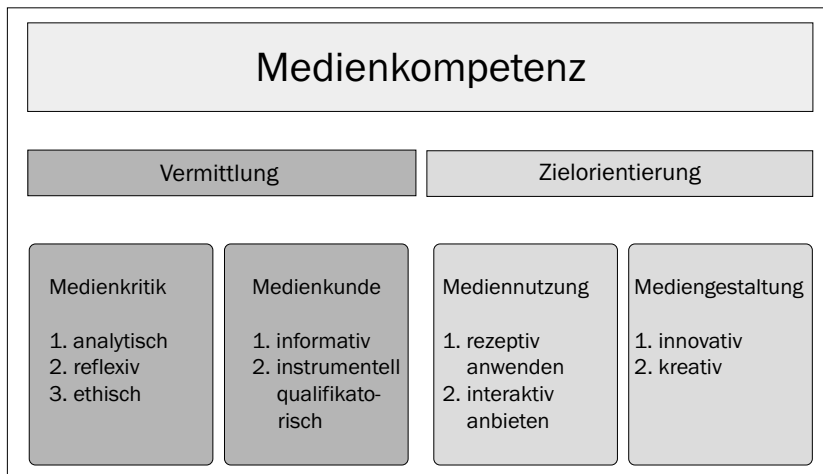 Medienkompetenz
Vermittlung
Zielorientierung
Medienkritik
1. analytisch
2. reflexiv
3. ethisch
Medienkunde
1. informativ
2. instrumentell
qualifikato-
risch
Mediennutzung
1. rezeptiv
anwenden
2. interaktiv
anbieten
Mediengestaltung
1. innovativ
2. kreativ